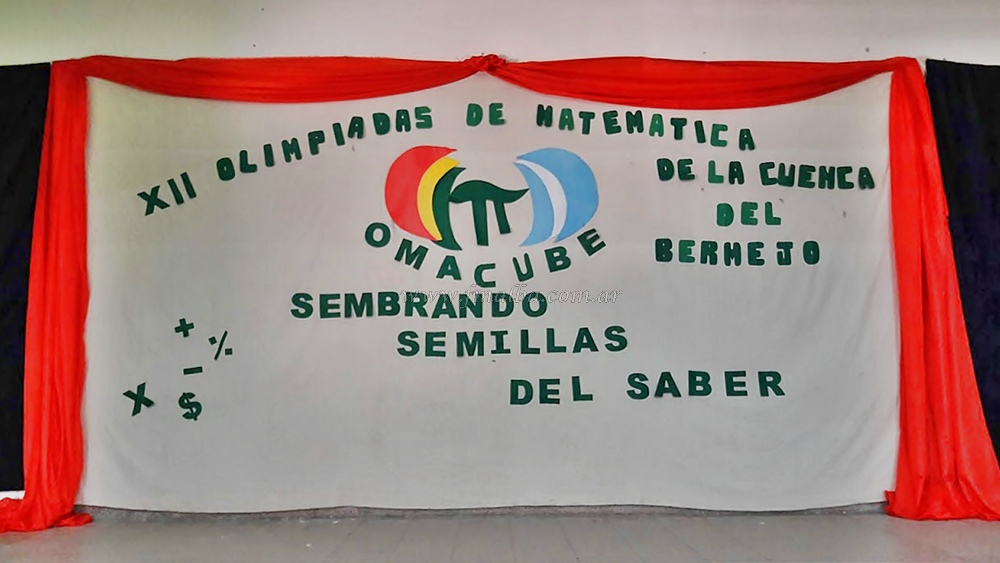 XII OLIMPIADAS DE MATEMATICA
DE LA CUENCA
DEL
BERMEJO
π
OMACUBE
SEMBRANDO
SEMILLAS
DEL SABER
+
%
-
X
$